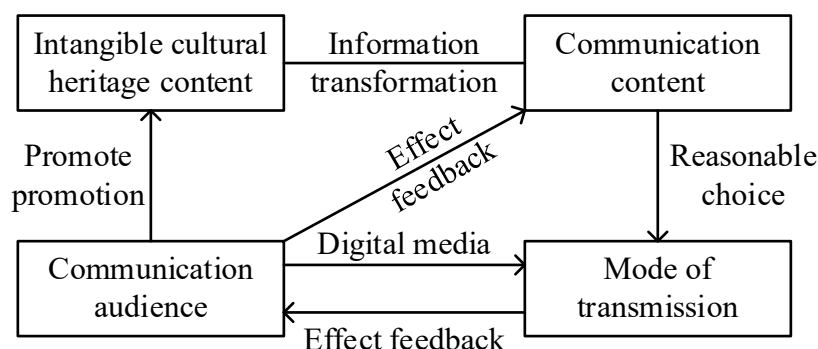 Intangible cultural
heritage content
Information
transformation
Communication
content
Promote
promotion
Effect
feedback
Reasonable
choice
Communication
audience
Digital media
Effect feedback
Mode of
transmission